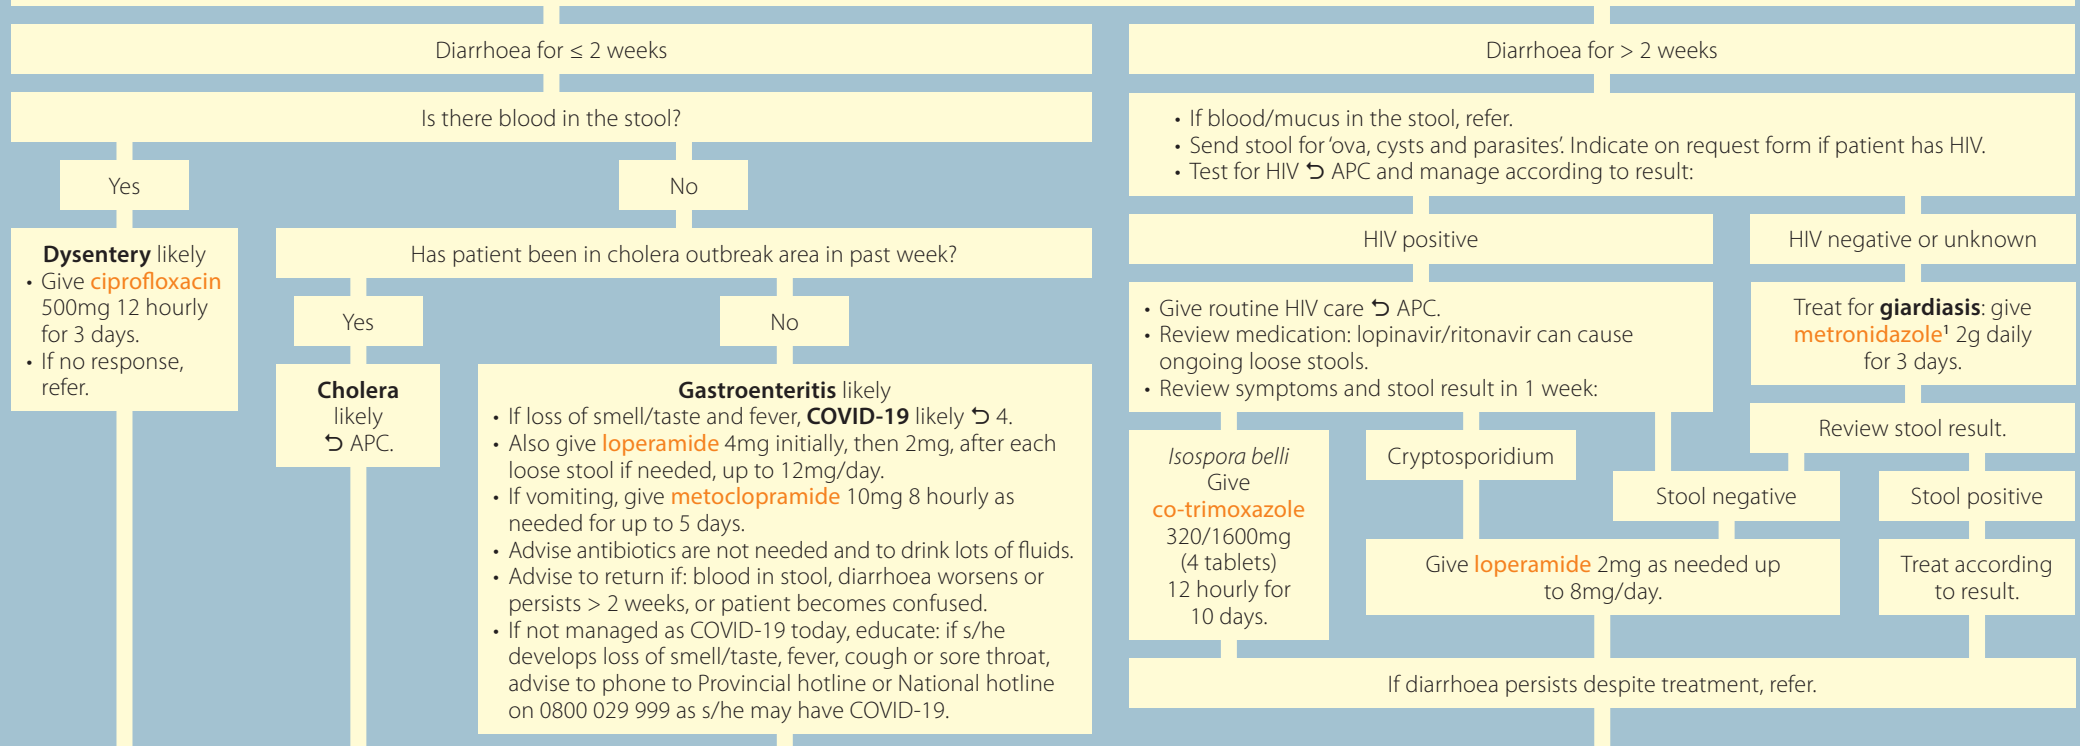 Diarrhoea for ≤ 2 weeks
Is there blood in the stool?
Yes
No
Dysentery likely
• Give ciprofloxacin
500mg 12 hourly
for 3 days.
• If no response,
refer.
Has patient been in cholera outbreak area in past week?
Yes
No
Cholera
likely
⮌ APC.
Gastroenteritis likely
• If loss of smell/taste and fever, COVID-19 likely ⮌ 4.
• Also give loperamide 4mg initially, then 2mg, after each
loose stool if needed, up to 12mg/day.
• If vomiting, give metoclopramide 10mg 8 hourly as
needed for up to 5 days.
• Advise antibiotics are not needed and to drink lots of fluids.
• Advise to return if: blood in stool, diarrhoea worsens or
persists > 2 weeks, or patient becomes confused.
• If not managed as COVID-19 today, educate: if s/he
develops loss of smell/taste, fever, cough or sore throat,
advise to phone to Provincial hotline or National hotline
on 0800 029 999 as s/he may have COVID-19.
Diarrhoea for > 2 weeks
• If blood/mucus in the stool, refer.
• Send stool for ‘ova, cysts and parasites’. Indicate on request form if patient has HIV.
• Test for HIV ⮌ APC and manage according to result:
HIV positive
• Give routine HIV care ⮌ APC.
• Review medication: lopinavir/ritonavir can cause
ongoing loose stools.
• Review symptoms and stool result in 1 week:
HIV negative or unknown
Treat for giardiasis: give
metronidazole¹ 2g daily
for 3 days.
Review stool result.
Isospora belli
Give
co-trimoxazole
320/1600mg
(4 tablets)
12 hourly for
10 days.
Cryptosporidium
Stool negative
Stool positive
Give loperamide 2mg as needed up
to 8mg/day.
Treat according
to result.
If diarrhoea persists despite treatment, refer.